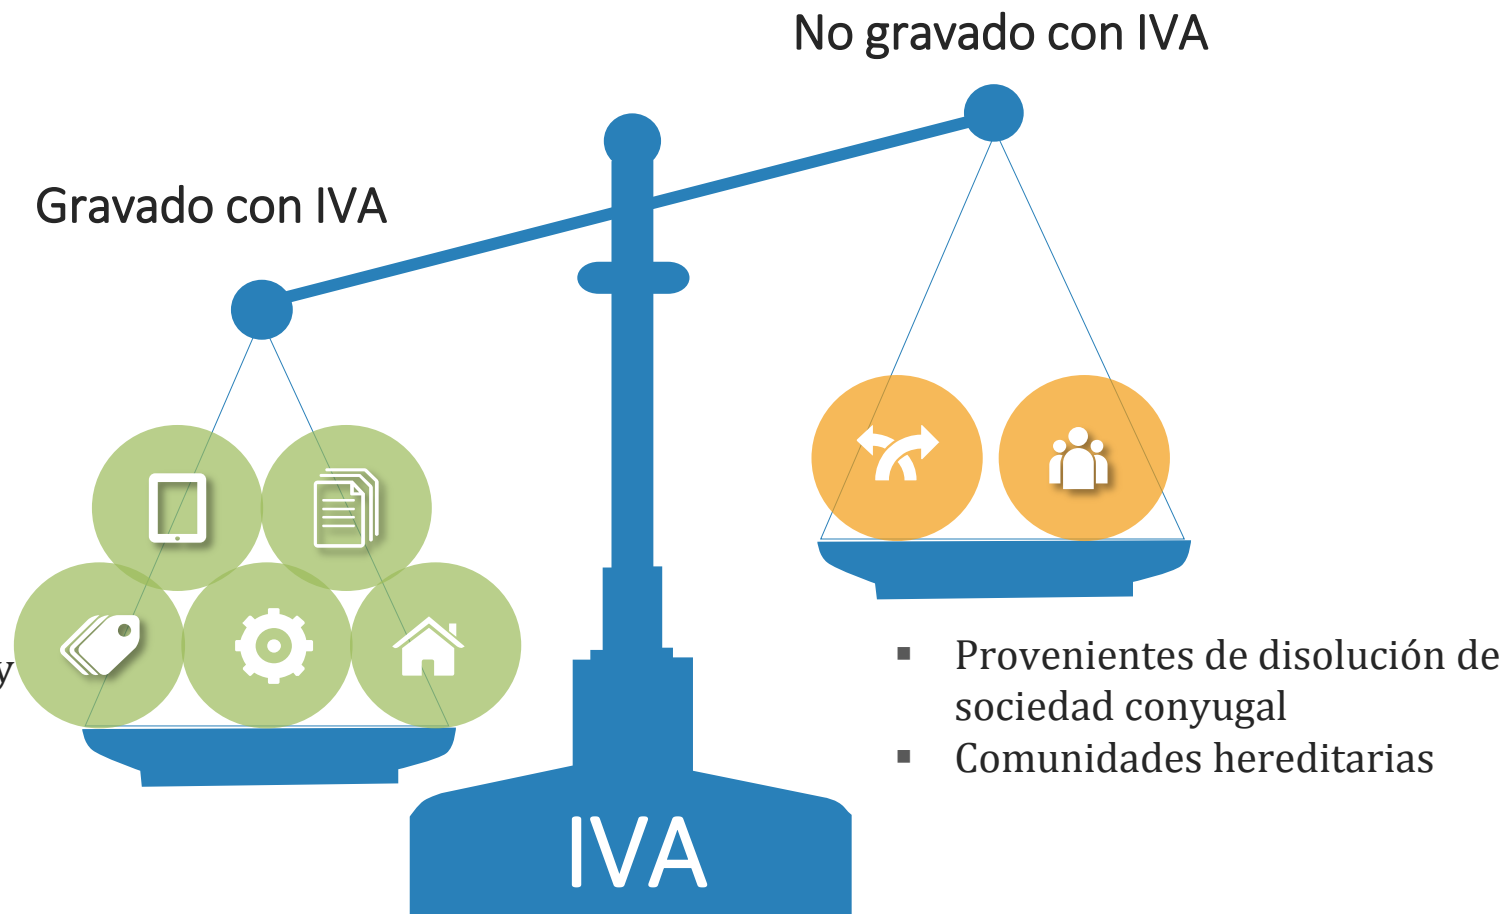 No gravado con IVA
Gravado con IVA
y
▪ Provenientes de disolución de
sociedad conyugal
▪ Comunidades hereditarias
IVA